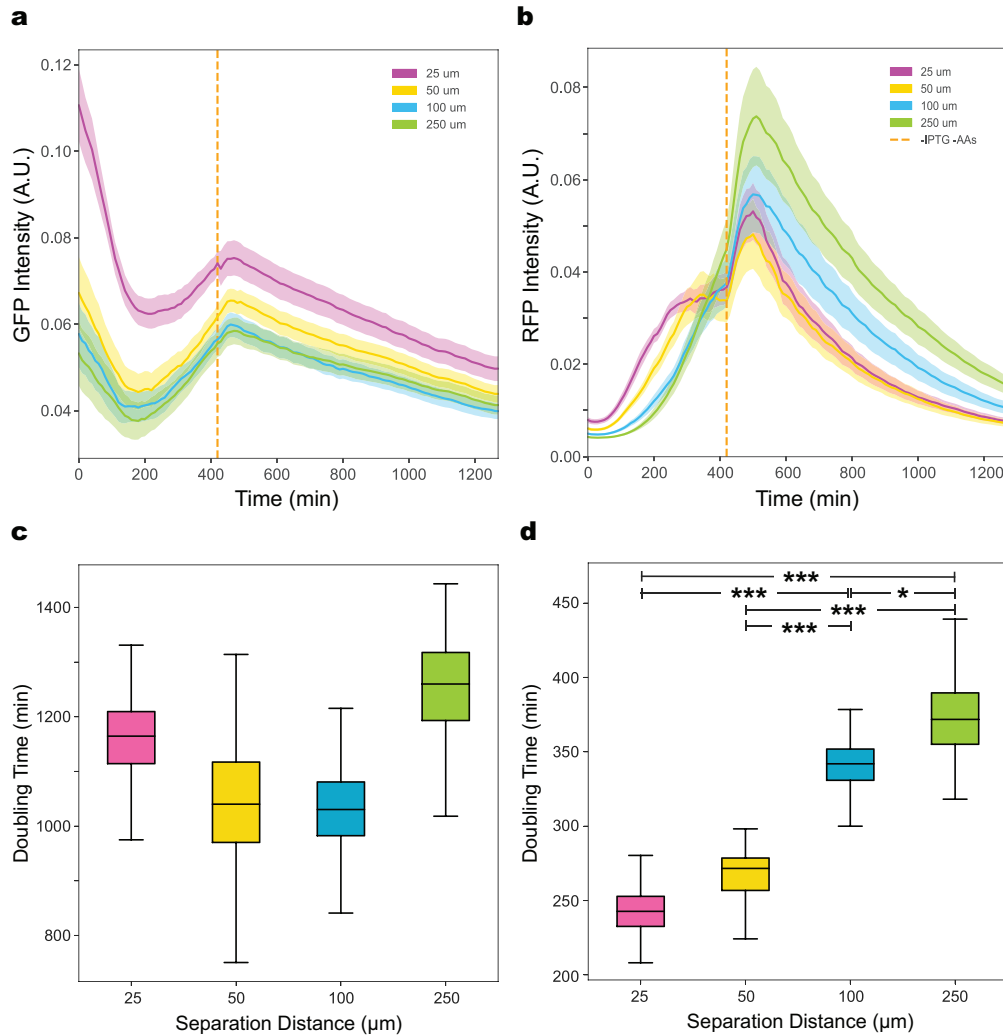 a
0.12
0.10
0.08
0.06
0.04
GFP Intensity (A.U.)
25 um
50 um
100 um
250 um
0
200
400
600
800
1000
1200
Time (min)
b
0.08
0.06
0.04
0.02
0.00
RFP Intensity (A.U.)
25 um
50 um
100 um
250 um
-IPTG -AAs
0
200
400
600
800
1000
1200
Time (min)
c
1400
1200
1000
800
Doubling Time (min)
25
50
100
250
Separation Distance (µm)
d
450
400
350
300
250
200
Doubling Time (min)
***
***
*
***
***
25
50
100
250
Separation Distance (µm)